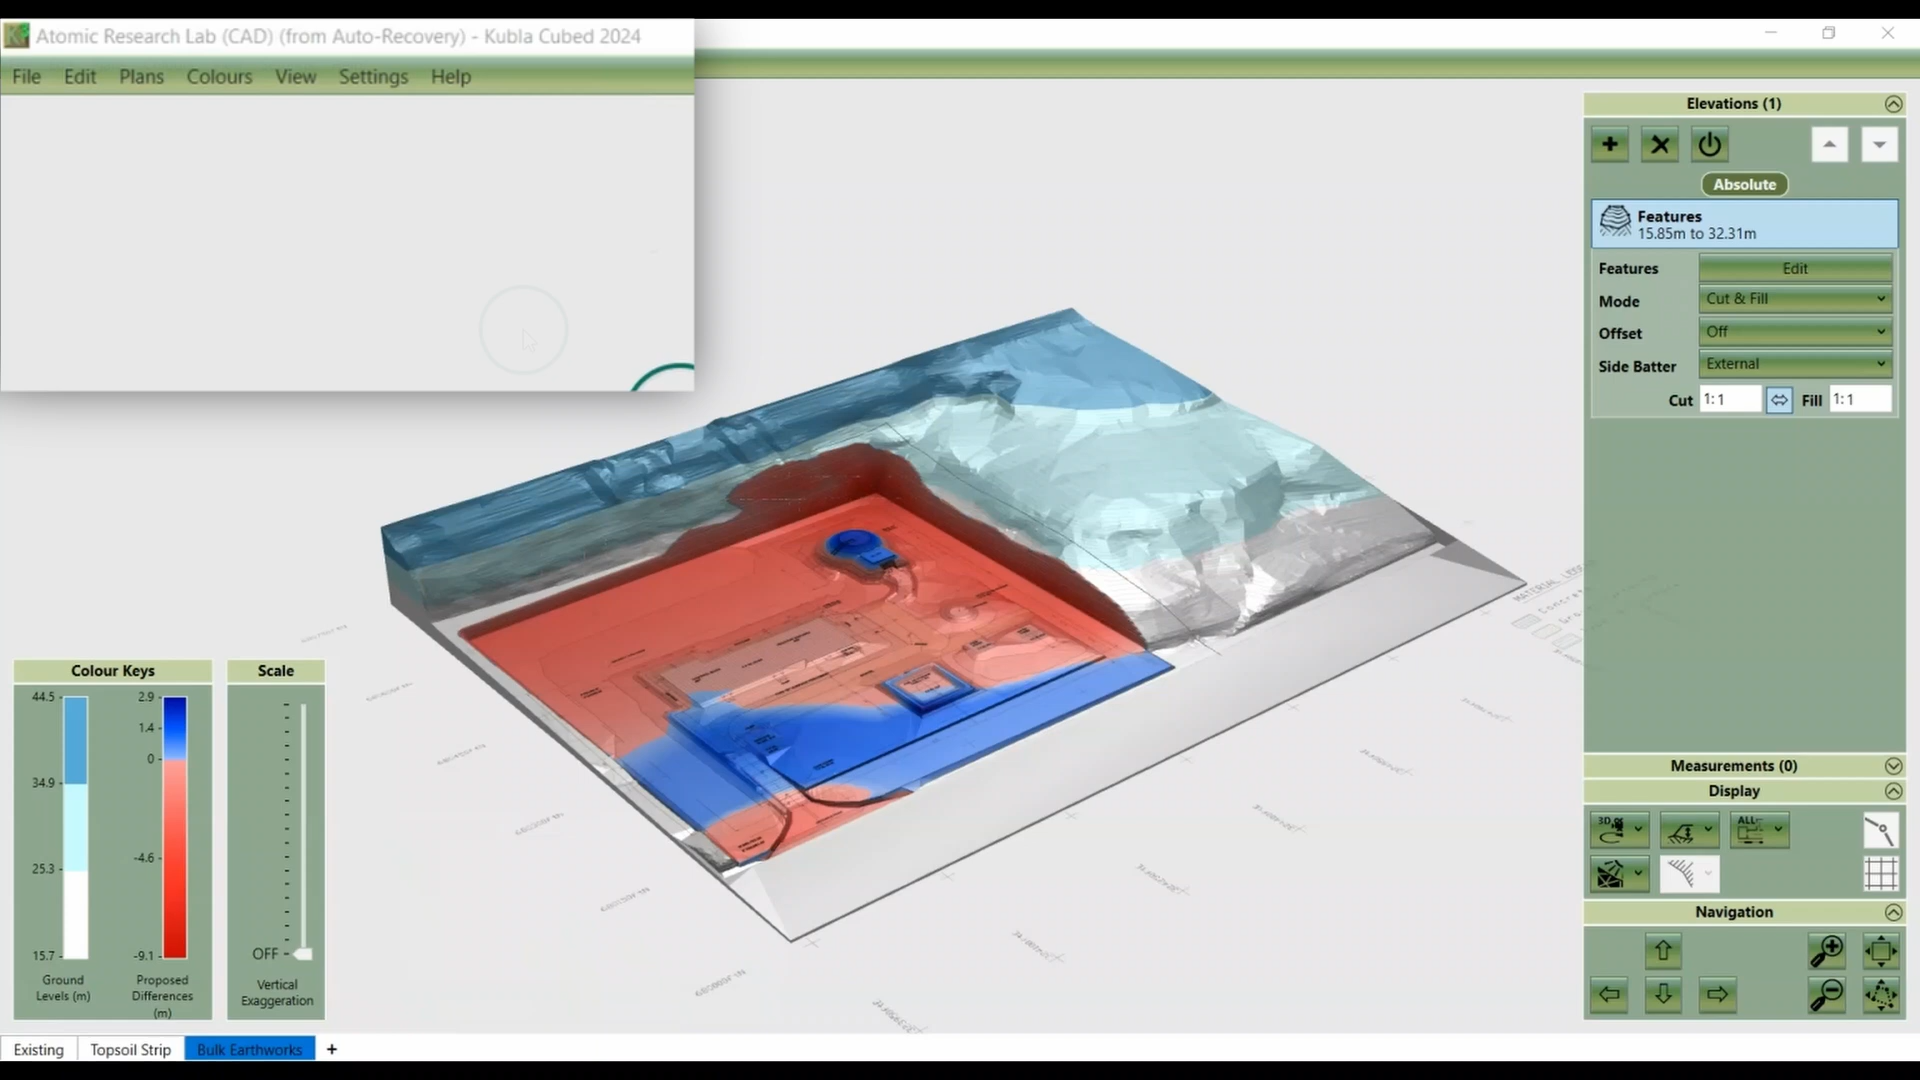 Atomic Research Lab (CAD) (from Auto-Recovery) - Kubla Cubed 2024
File Edit Plans Colours View Settings Help
Elevations (1)
Absolute
Features
15.85m to 32.31m
Features Edit
Mode Cut & Fill
Offset Off
Side Batter External
Cut 1:1 Fill 1:1
Measurements (0)
Display
3D
ALL
Navigation
Colour Keys
44.5
34.9
25.3
15.7
2.9
1.4
0
-4.6
-9.1
Ground
Levels (m)
Proposed
Differences
(m)
Scale
OFF
Vertical
Exaggeration
Existing Topsoil Strip Bulk Earthworks +